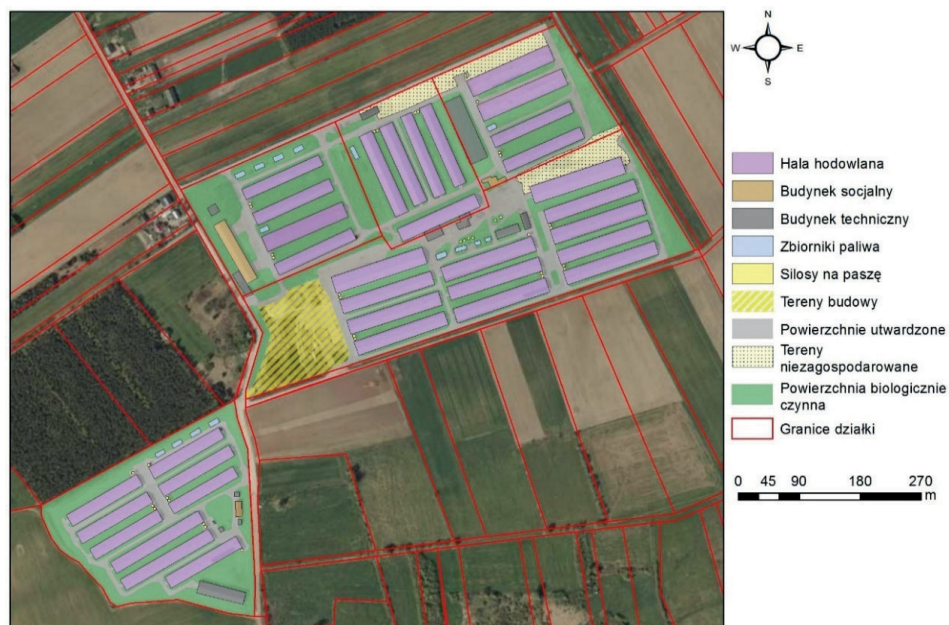 N
W E
S
Hala hodowlana
Budynek socjalny
Budynek techniczny
Zbiorniki paliwa
Silosy na paszę
Tereny budowy
Powierzchnie utwardzone
Tereny
niezagospodarowane
Powierzchnia biologicznie
czynna
Granice działki
0 45 90 180 270
m